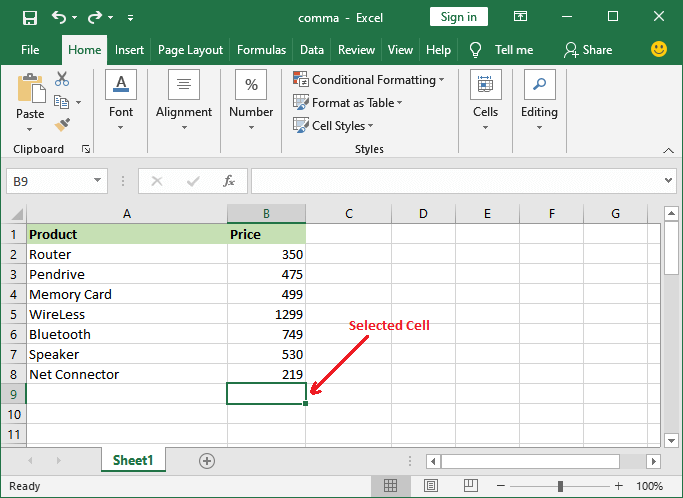 comma - Excel
Sign in
File Home Insert Page Layout Formulas Data Review View Help Tell me Share
Paste
Clipboard
A
Font
Alignment
%
Number
Conditional Formatting
Format as Table
Cell Styles
Styles
Cells
Editing
B9
fx
A B C D E F G
1 Product Price
2 Router 350
3 Pendrive 475
4 Memory Card 499
5 WireLess 1299
6 Bluetooth 749
7 Speaker 530
8 Net Connector 219
9
10
11
Selected Cell
Sheet1
Ready
100%